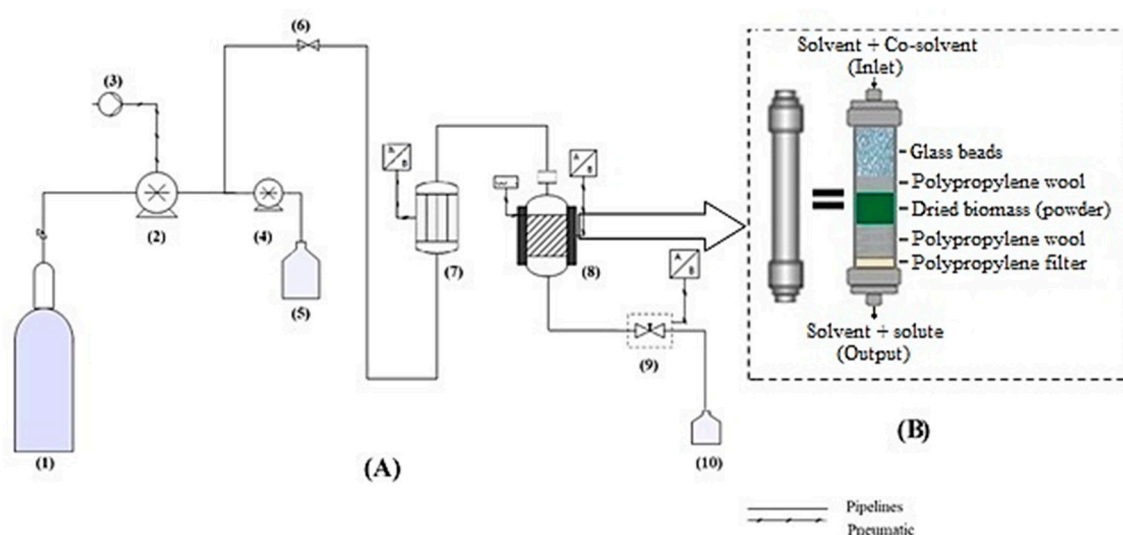 (6)
(3)
(2)
(4)
(5)
(1)
A
B
(7)
A
B
(8)
A
B
(9)
(10)
(A)
Solvent + Co-solvent
(Inlet)
Glass beads
Polypropylene wool
Dried biomass (powder)
Polypropylene wool
Polypropylene filter
Solvent + solute
(Output)
(B)
Pipelines
Pneumatic